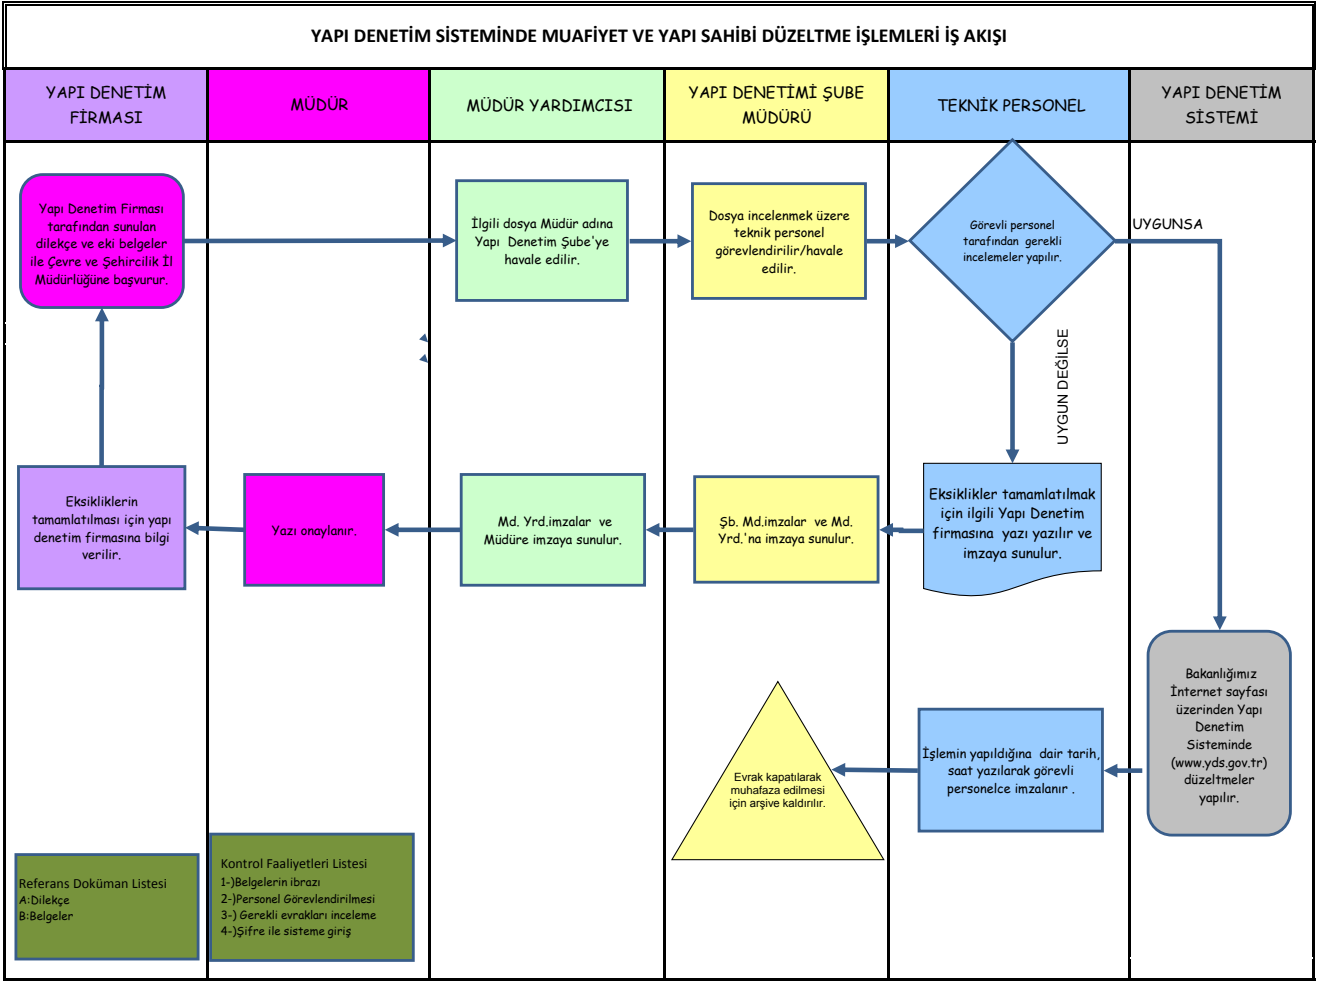 YAPI DENETİM SİSTEMİNDE MUAFİYET VE YAPI SAHİBİ DÜZELTME İŞLEMLERİ İŞ AKIŞI
YAPI DENETİM
FİRMASI
MÜDÜR
MÜDÜR YARDIMCISI
YAPI DENETİMİ ŞUBE
MÜDÜRÜ
TEKNİK PERSONEL
YAPI DENETİM
SİSTEMİ
Yapı Denetim Firması
tarafından sunulan
dilekçe ve eki belgeler
ile Çevre ve Şehircilik İl
Müdürlüğüne başvurur.
İlgili dosya Müdür adına
Yapı Denetim Şube'ye
havale edilir.
Dosya incelenmek üzere
teknik personel
görevlendirilir/havale
edilir.
Görevli personel
tarafından gerekli
incelemeler yapılır.
UYGUNSA
UYGUN DEĞİLSE
Eksikliklerin
tamamlatılması için yapı
denetim firmasına bilgi
verilir.
Yazı onaylanır.
Md. Yrd.imzalar ve
Müdüre imzaya sunulur.
Şb. Md.imzalar ve Md.
Yrd.'na imzaya sunulur.
Eksiklikler tamamlatılmak
için ilgili Yapı Denetim
firmasına yazı yazılır ve
imzaya sunulur.
Bakanlığımız
İnternet sayfası
üzerinden Yapı
Denetim
Sisteminde
(www.yds.gov.tr)
düzeltmeler
yapılır.
İşlemin yapıldığına dair tarih,
saat yazılarak görevli
personelce imzalanır .
Evrak kapatılarak
muhafaza edilmesi
için arşive kaldırılır.
Referans Doküman Listesi
A:Dilekçe
B:Belgeler
Kontrol Faaliyetleri Listesi
1-)Belgelerin ibrazı
2-)Personel Görevlendirilmesi
3-) Gerekli evrakları inceleme
4-)Şifre ile sisteme giriş